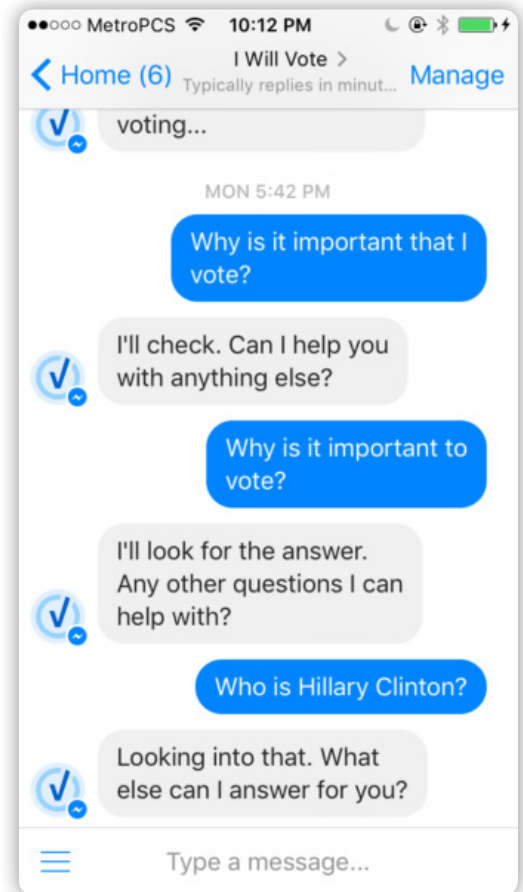 MetroPCS 10:12 PM
I Will Vote >
Home (6) Typically replies in minut... Manage
voting...
MON 5:42 PM
Why is it important that I
vote?
I'll check. Can I help you
with anything else?
Why is it important to
vote?
I'll look for the answer.
Any other questions I can
help with?
Who is Hillary Clinton?
Looking into that. What
else can I answer for you?
Type a message...